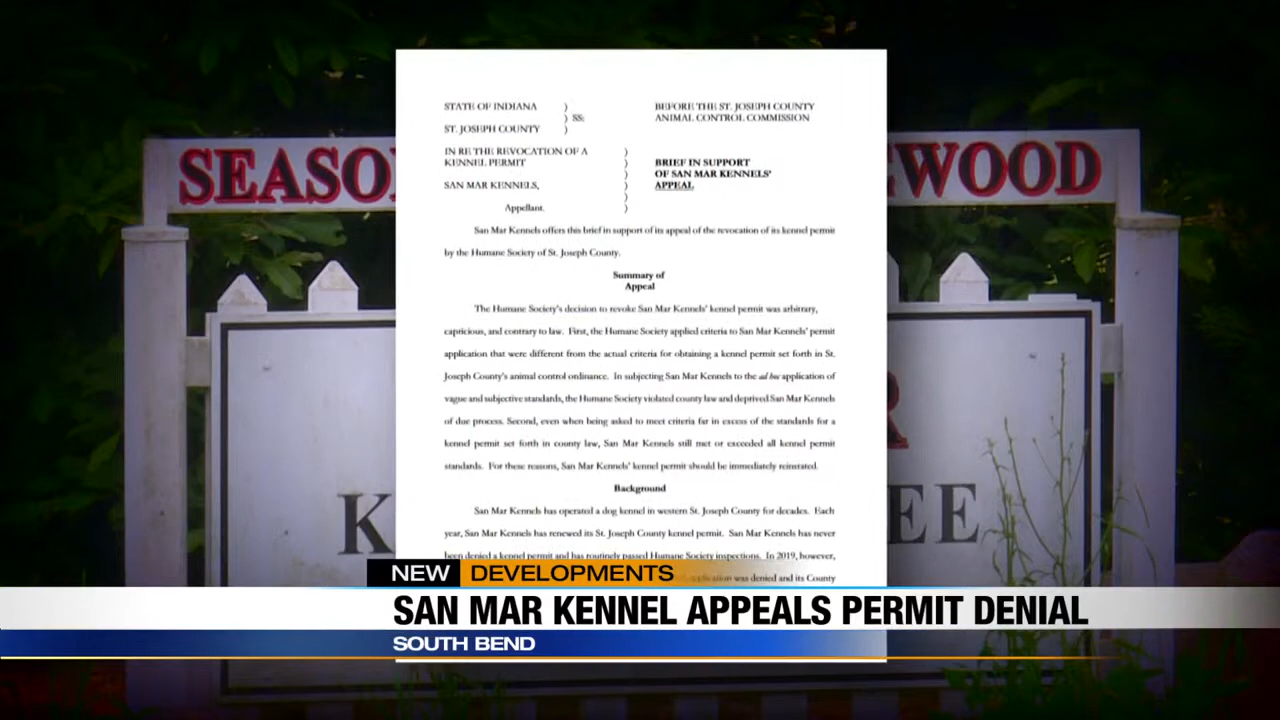 SEASO
EWOOD
K
EE
R
STATE OF INDIANA )
) SS:
ST. JOSEPH COUNTY )
BEFORE THE ST. JOSEPH COUNTY
ANIMAL CONTROL COMMISSION
IN RE THE REVOCATION OF A )
KENNEL PERMIT )
)
SAN MAR KENNELS, )
)
Appellant. )
BRIEF IN SUPPORT
OF SAN MAR KENNELS'
APPEAL
San Mar Kennels offers this brief in support of its appeal of the revocation of its kennel permit
by the Humane Society of St. Joseph County.
Summary of
Appeal
The Humane Society's decision to revoke San Mar Kennels' kennel permit was arbitrary,
capricious, and contrary to law. First, the Humane Society applied criteria to San Mar Kennels' permit
application that were different from the actual criteria for obtaining a kennel permit set forth in St.
Joseph County's animal control ordinance. In subjecting San Mar Kennels to the ad hoc application of
vague and subjective standards, the Humane Society violated county law and deprived San Mar Kennels
of due process. Second, even when being asked to meet criteria far in excess of the standards for a
kennel permit set forth in county law, San Mar Kennels still met or exceeded all kennel permit
standards. For these reasons, San Mar Kennels' kennel permit should be immediately reinstated.
Background
San Mar Kennels has operated a dog kennel in western St. Joseph County for decades. Each
year, San Mar Kennels has renewed its St. Joseph County kennel permit. San Mar Kennels has never
been denied a kennel permit and has routinely passed Humane Society inspections. In 2019, however,
application was denied and its County
NEW DEVELOPMENTS
SAN MAR KENNEL APPEALS PERMIT DENIAL
SOUTH BEND